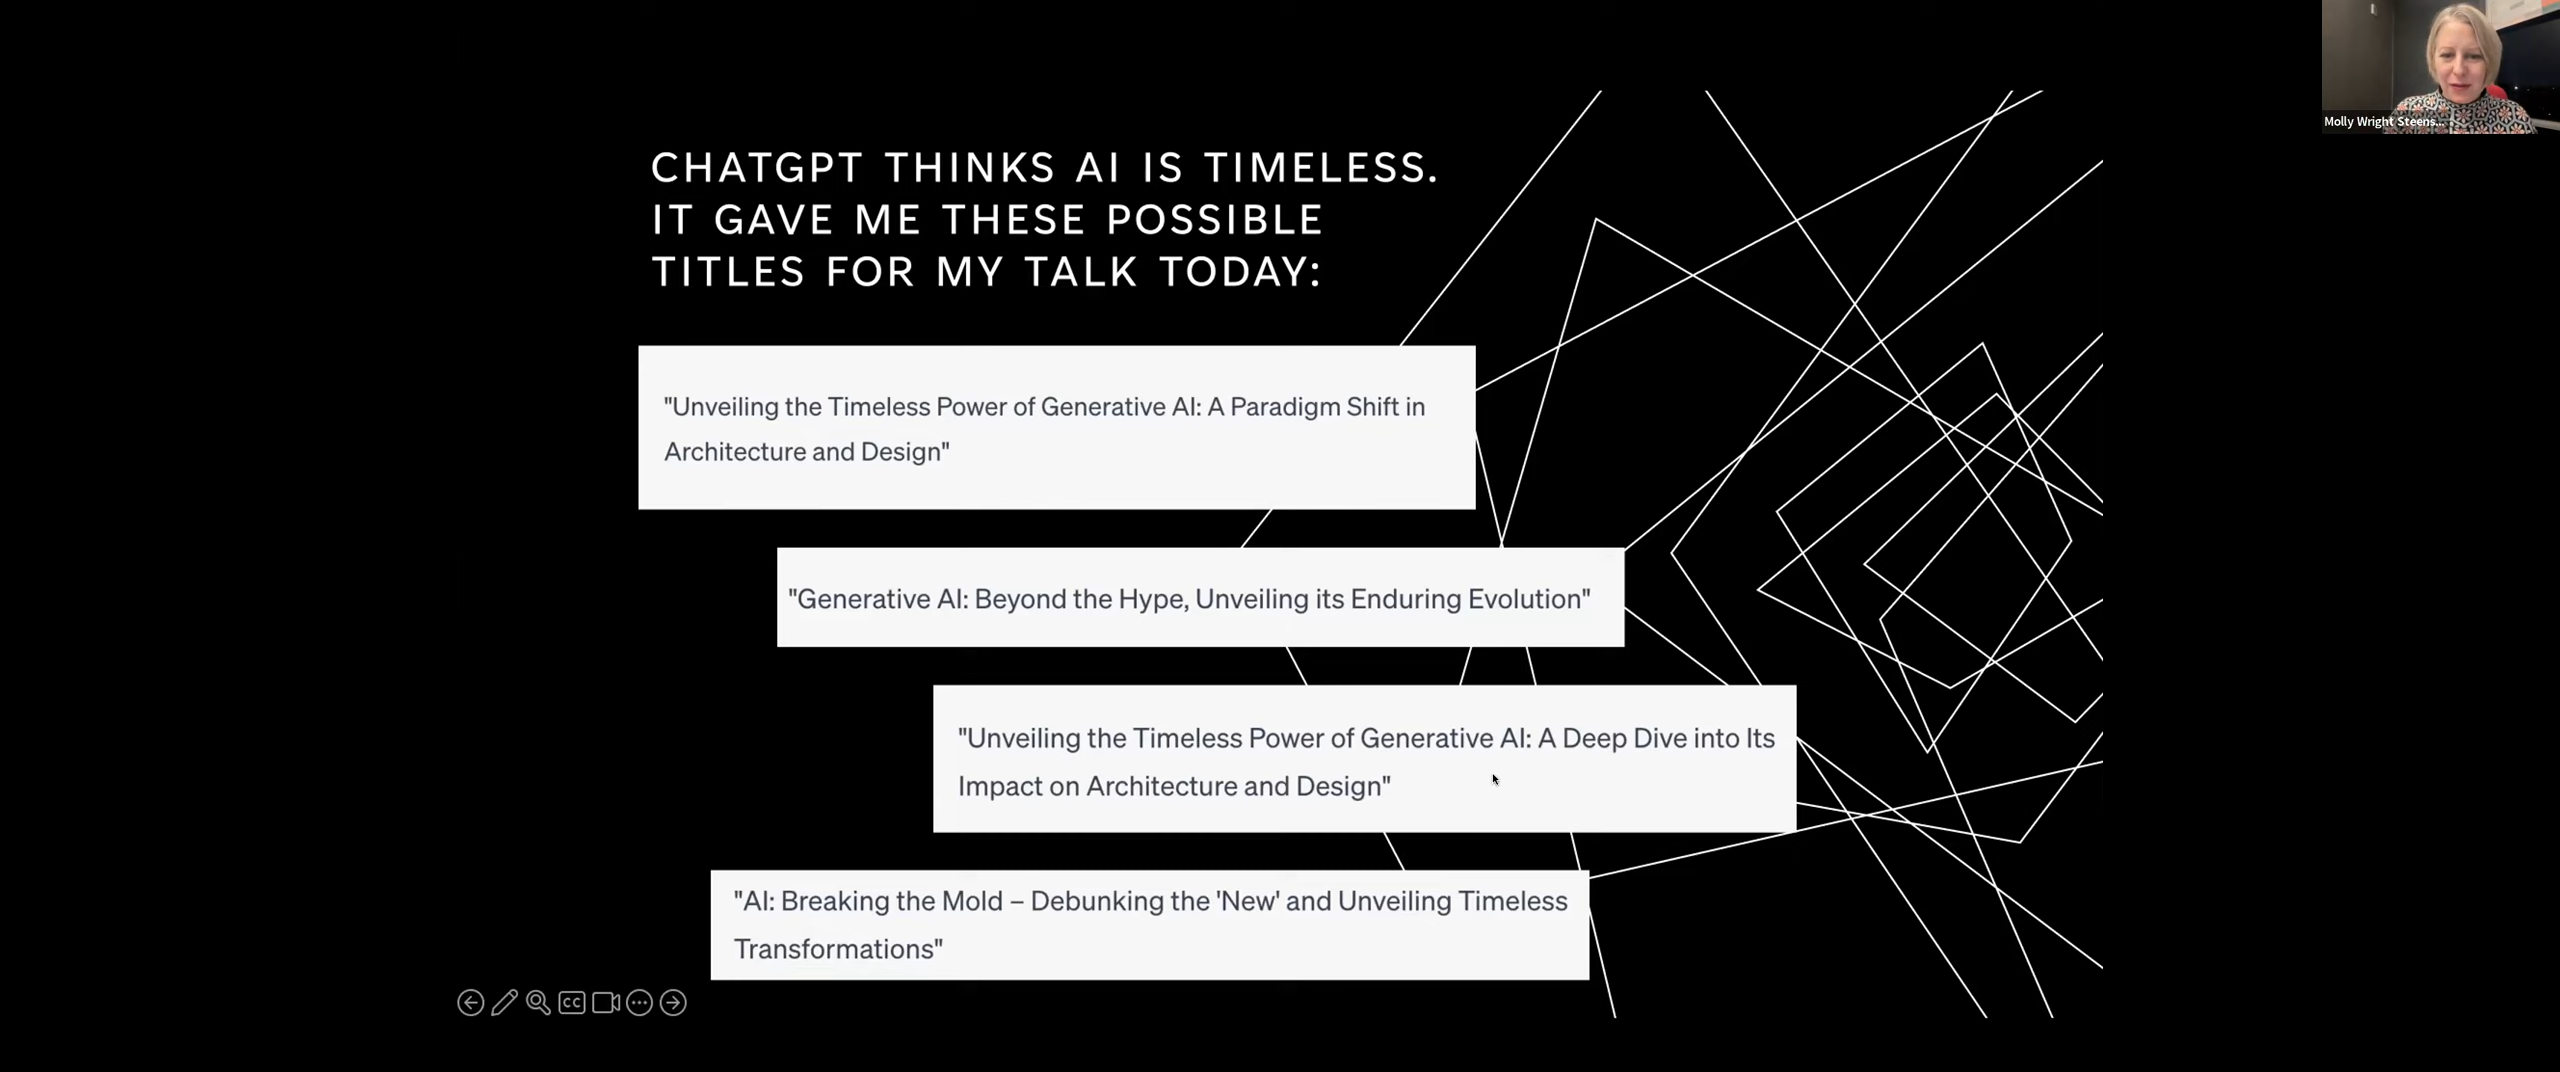 CHATGPT THINKS AI IS TIMELESS.
IT GAVE ME THESE POSSIBLE
TITLES FOR MY TALK TODAY:
"Unveiling the Timeless Power of Generative AI: A Paradigm Shift in
Architecture and Design"
"Generative AI: Beyond the Hype, Unveiling its Enduring Evolution"
"Unveiling the Timeless Power of Generative AI: A Deep Dive into Its
Impact on Architecture and Design"
"AI: Breaking the Mold – Debunking the 'New' and Unveiling Timeless
Transformations"
CC
Molly Wright Steens...